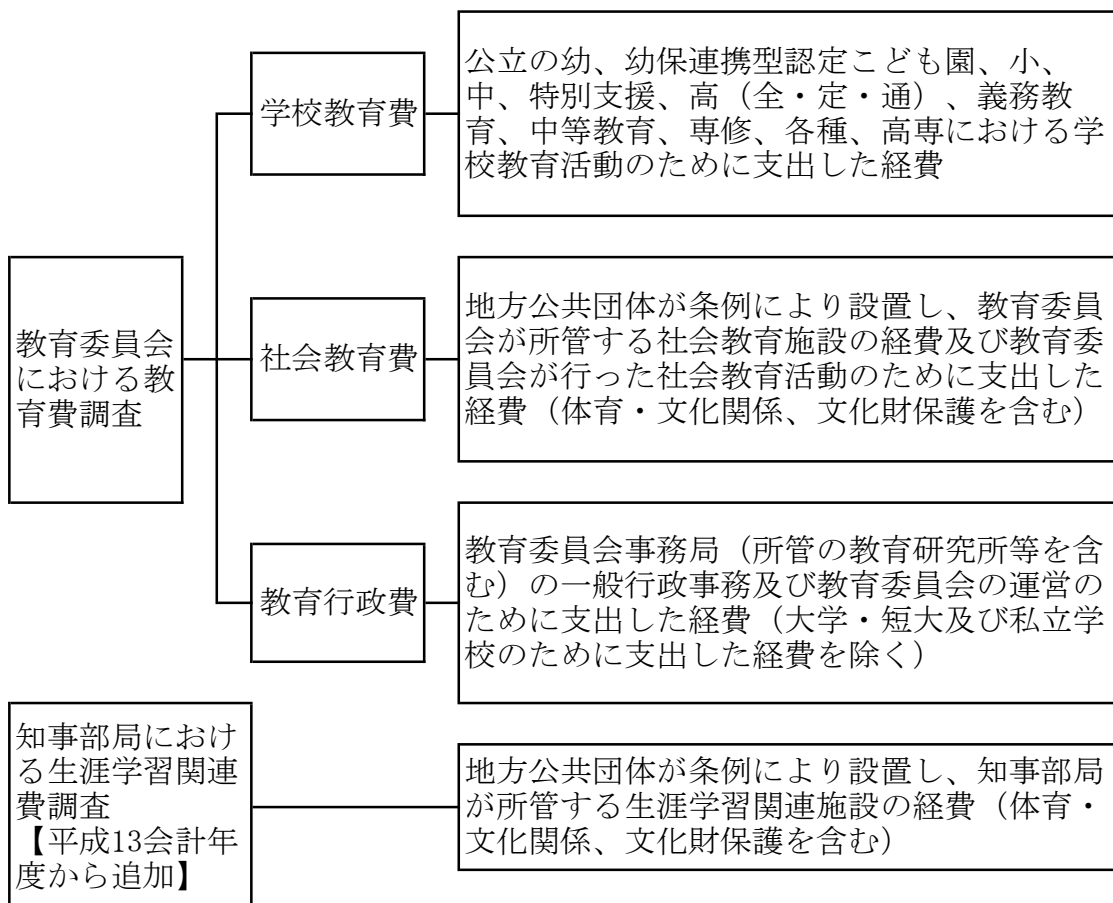 学校教育費
公立の幼、幼保連携型認定こども園、小、
中、特別支援、高（全・定・通）、義務教
育、中等教育、専修、各種、高専における学
校教育活動のために支出した経費
教育委員会
における教
育費調査
社会教育費
地方公共団体が条例により設置し、教育委員
会が所管する社会教育施設の経費及び教育委
員会が行った社会教育活動のために支出した
経費（体育・文化関係、文化財保護を含む）
教育行政費
教育委員会事務局（所管の教育研究所等を含
む）の一般行政事務及び教育委員会の運営の
ために支出した経費（大学・短大及び私立学
校のために支出した経費を除く）
知事部局におけ
る生涯学習関連
費調査
【平成13会計年
度から追加】
地方公共団体が条例により設置し、知事部局
が所管する生涯学習関連施設の経費（体育・
文化関係、文化財保護を含む）